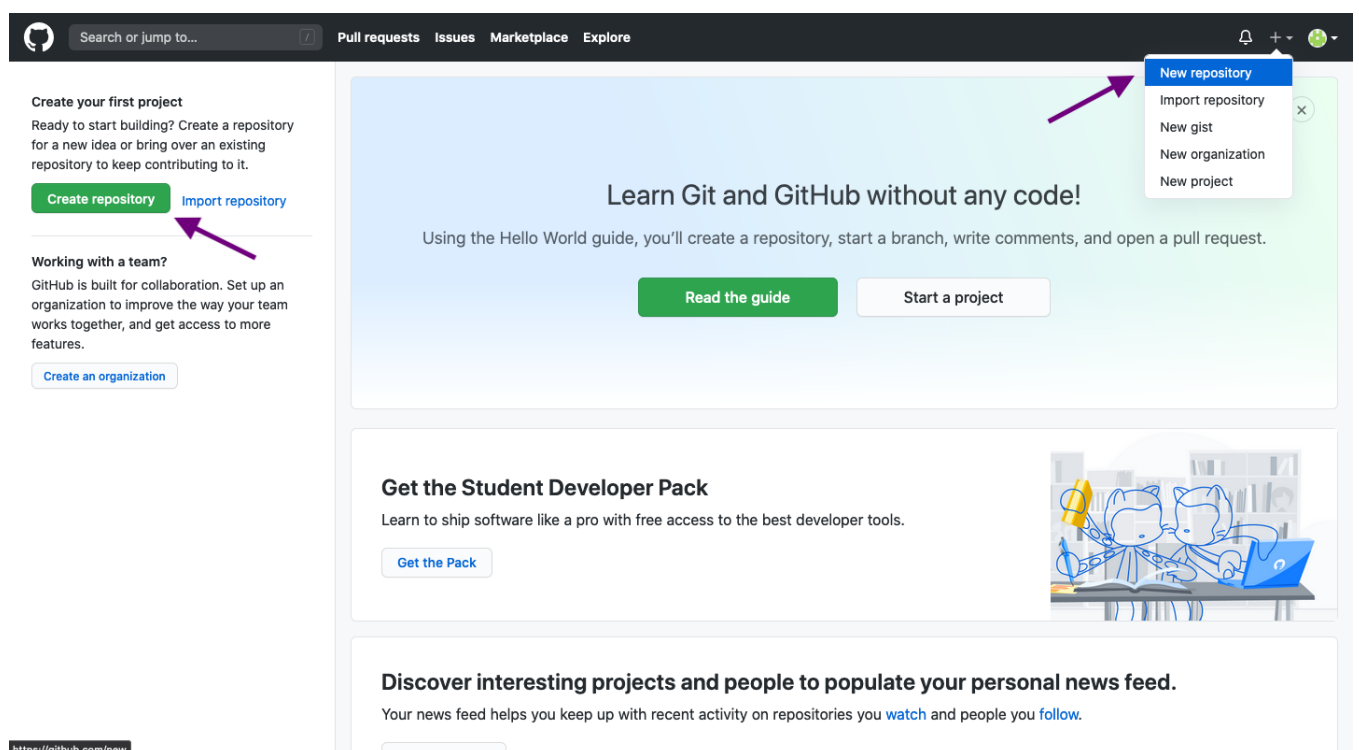 Search or jump to...
/
Pull requests Issues Marketplace Explore
New repository
Import repository
New gist
New organization
New project
Create your first project
Ready to start building? Create a repository
for a new idea or bring over an existing
repository to keep contributing to it.
Create repository Import repository
Working with a team?
GitHub is built for collaboration. Set up an
organization to improve the way your team
works together, and get access to more
features.
Create an organization
Learn Git and GitHub without any code!
Using the Hello World guide, you’ll create a repository, start a branch, write comments, and open a pull request.
Read the guide Start a project
Get the Student Developer Pack
Learn to ship software like a pro with free access to the best developer tools.
Get the Pack
Discover interesting projects and people to populate your personal news feed.
Your news feed helps you keep up with recent activity on repositories you watch and people you follow.
https://github.com/new